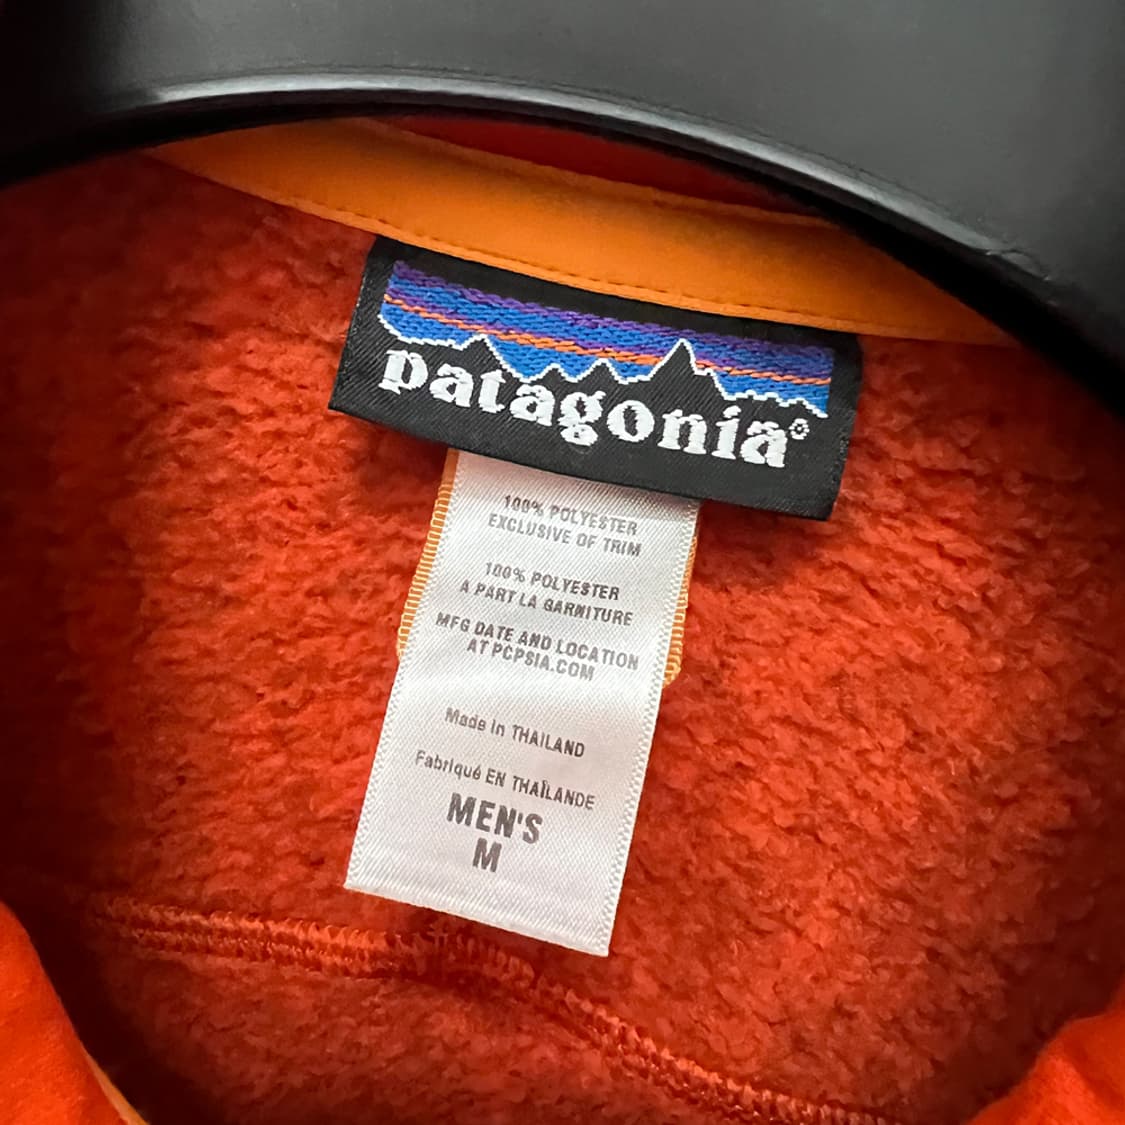 patagonia®
100% POLYESTER
EXCLUSIVE OF TRIM
100% POLYESTER
A PART LA GARNITURE
MFG DATE AND LOCATION
AT PCPSIA.COM
Made in THAILAND
Fabriqué EN THAÏLANDE
MEN'S
M